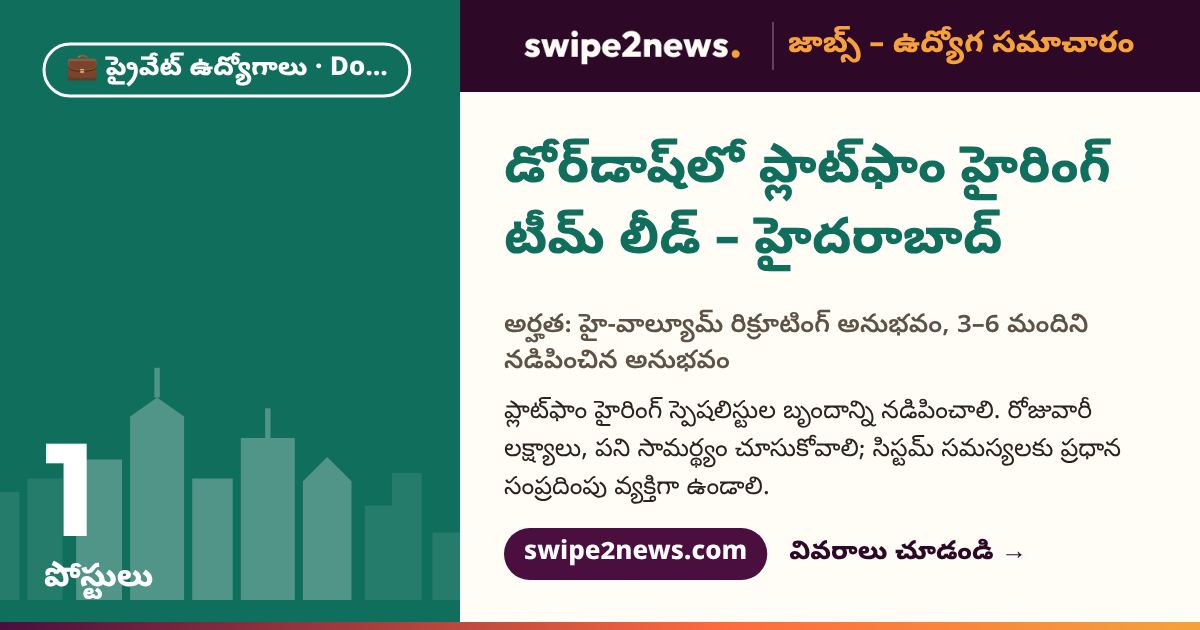 💼 ప్రైవేట్ ఉద్యోగాలు · Do...
swipe2news.
జాబ్స్ – ఉద్యోగ సమాచారం
డోర్‌డాష్‌లో ప్లాట్‌ఫాం హైరింగ్
టీమ్ లీడ్ – హైదరాబాద్
అర్హత: హై-వాల్యూమ్ రిక్రూటింగ్ అనుభవం, 3–6 మందిని
నడిపించిన అనుభవం
ప్లాట్‌ఫాం హైరింగ్ స్పెషలిస్టుల బృందాన్ని నడిపించాలి. రోజువారీ
లక్ష్యాలు, పని సామర్థ్యం చూసుకోవాలి; సిస్టమ్ సమస్యలకు ప్రధాన
సంప్రదింపు వ్యక్తిగా ఉండాలి.
1
పోస్టులు
swipe2news.com
వివరాలు చూడండి →